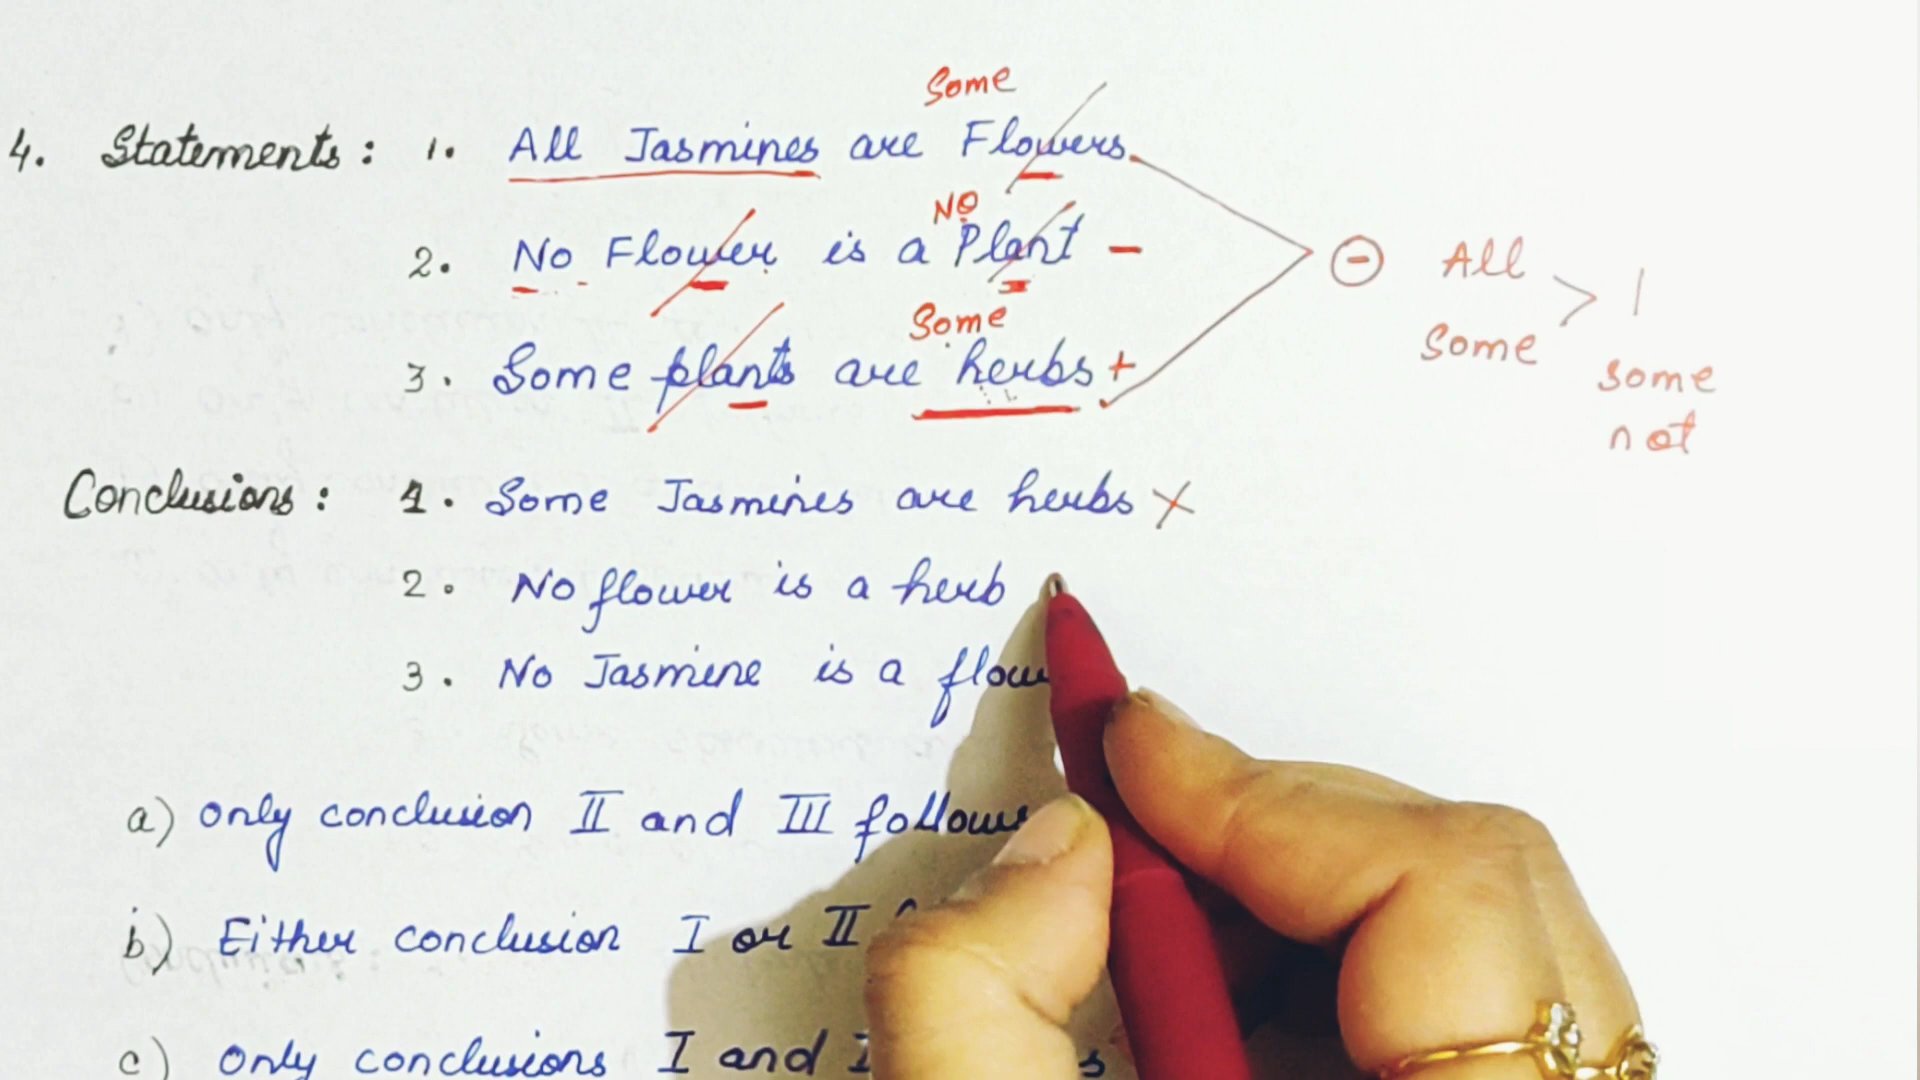 Some
4. Statements : 1. All Jasmines are Flowers.
NO
2. No Flower is a Plant -
- All
Some
Some
3. Some plants are herbs +
some
not
Conclusions : 1. Some Jasmines are herbs X
2. No flower is a herb
3. No Jasmine is a
a) only conclusion II and III follows
b) Either conclusion I or II
c) only conclusions I and